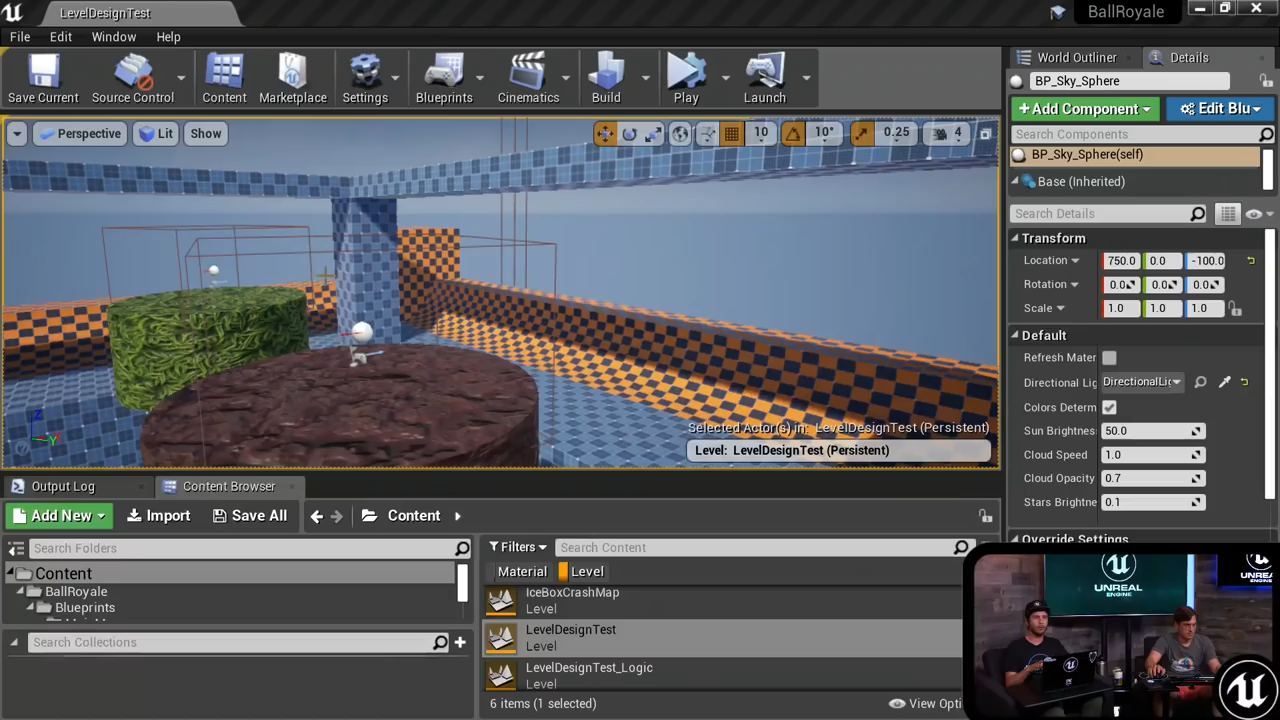 LevelDesignTest
BallRoyale
File Edit Window Help
Save Current
Source Control
Content
Marketplace
Settings
Blueprints
Cinematics
Build
Play
Launch
Perspective
Lit
Show
10
10°
0.25
4
Selected Actor(s) in: LevelDesignTest (Persistent)
Level: LevelDesignTest (Persistent)
World Outliner
Details
BP_Sky_Sphere
+Add Component
Edit Blu
Search Components
BP_Sky_Sphere(self)
Base (Inherited)
Search Details
Transform
Location 750.0 0.0 -100.0
Rotation 0.0 0.0 0.0
Scale 1.0 1.0 1.0
Default
Refresh Mater
Directional Lig DirectionalLig
Colors Determ
Sun Brightnes 50.0
Cloud Speed 1.0
Cloud Opacity 0.7
Stars Brightne 0.1
Override Settings
Output Log
Content Browser
Add New
Import
Save All
Content
Search Folders
Content
BallRoyale
Blueprints
Search Collections
Filters
Search Content
Material
Level
IceBoxCrashMap
Level
LevelDesignTest
Level
LevelDesignTest_Logic
Level
6 items (1 selected)
View Opti
UNREAL
ENGINE